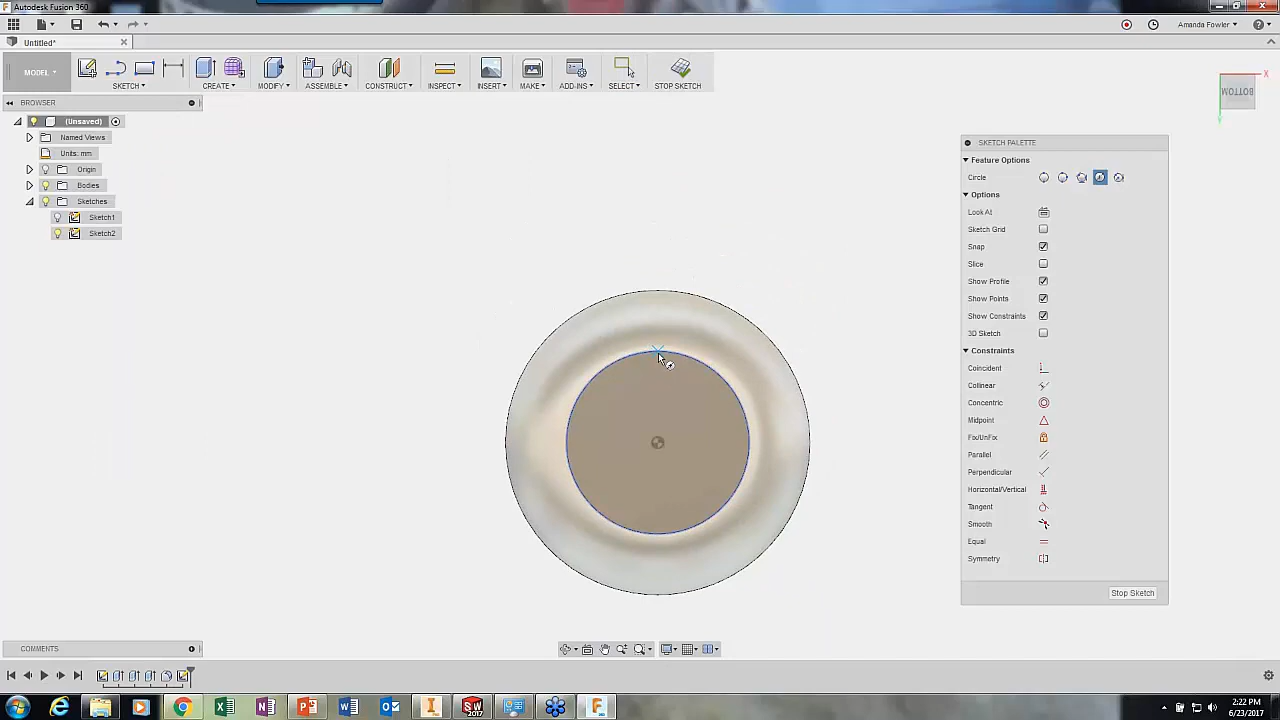 Autodesk Fusion 360
Amanda Fowler
Untitled*
MODEL
SKETCH
CREATE
MODIFY
ASSEMBLE
CONSTRUCT
INSPECT
INSERT
MAKE
ADD-INS
SELECT
STOP SKETCH
X
BOTTOM
BROWSER
(Unsaved)
Named Views
Units: mm
Origin
Bodies
Sketches
Sketch1
Sketch2
SKETCH PALETTE
Feature Options
Circle
Options
Look At
Sketch Grid
Snap
Slice
Show Profile
Show Points
Show Constraints
3D Sketch
Constraints
Coincident
Collinear
Concentric
Midpoint
Fix/UnFix
Parallel
Perpendicular
Horizontal/Vertical
Tangent
Smooth
Equal
Symmetry
Stop Sketch
COMMENTS
2:22 PM
6/23/2017